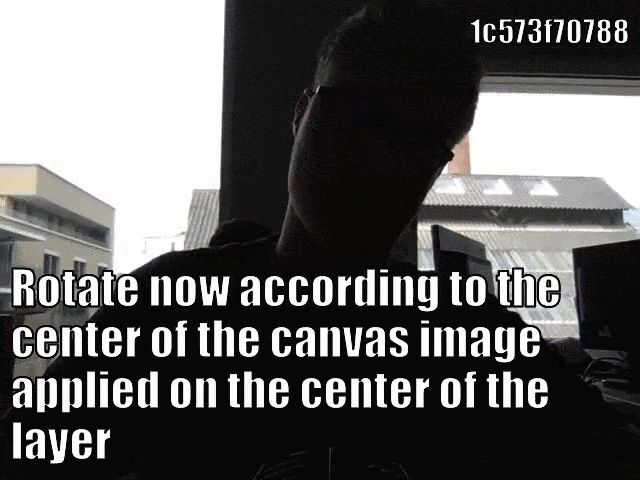 1c573f70788
Rotate now according to the
center of the canvas image
applied on the center of the
layer